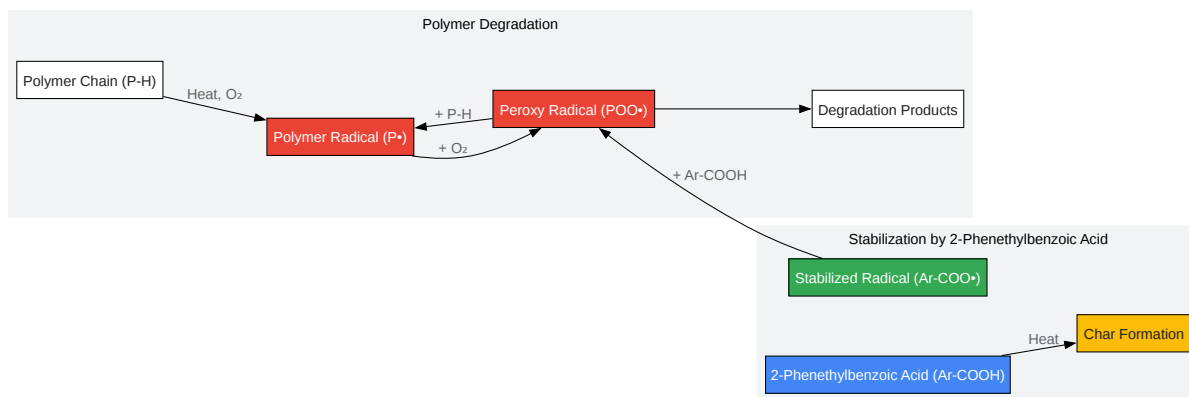 Polymer Degradation
Polymer Chain (P-H)
Heat, O₂
Polymer Radical (P•)
+ P-H
+ O₂
Peroxy Radical (POO•)
Degradation Products
+ Ar-COOH
Stabilization by 2-Phenethylbenzoic Acid
Stabilized Radical (Ar-COO•)
2-Phenethylbenzoic Acid (Ar-COOH)
Heat
Char Formation